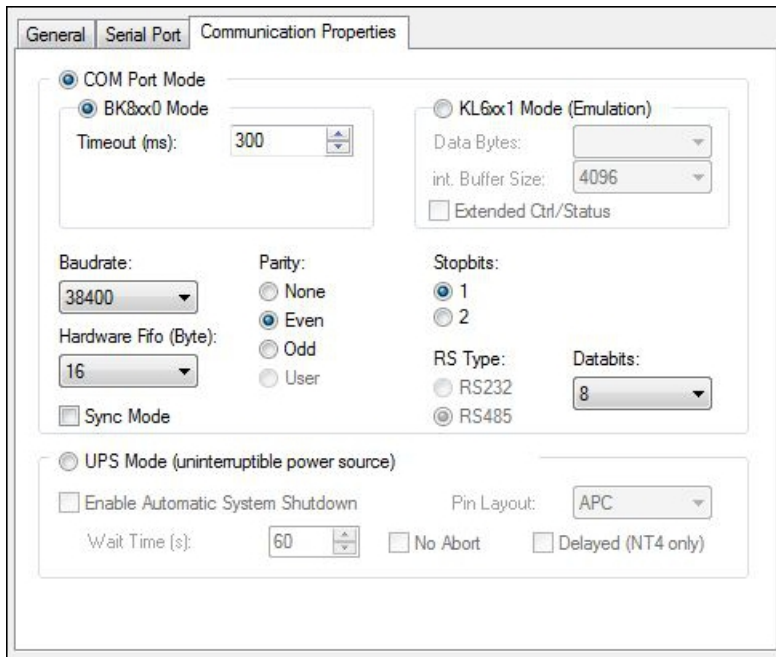 General Serial Port Communication Properties
COM Port Mode
BK8xx0 Mode
Timeout (ms): 300
KL6xx1 Mode (Emulation)
Data Bytes:
int. Buffer Size: 4096
Extended Ctrl/Status
Baudrate:
38400
Hardware Fifo (Byte):
16
Sync Mode
Parity:
None
Even
Odd
User
Stopbits:
1
2
RS Type:
RS232
RS485
Databits:
8
UPS Mode (uninterruptible power source)
Enable Automatic System Shutdown
Pin Layout: APC
Wait Time (s): 60
No Abort
Delayed (NT4 only)